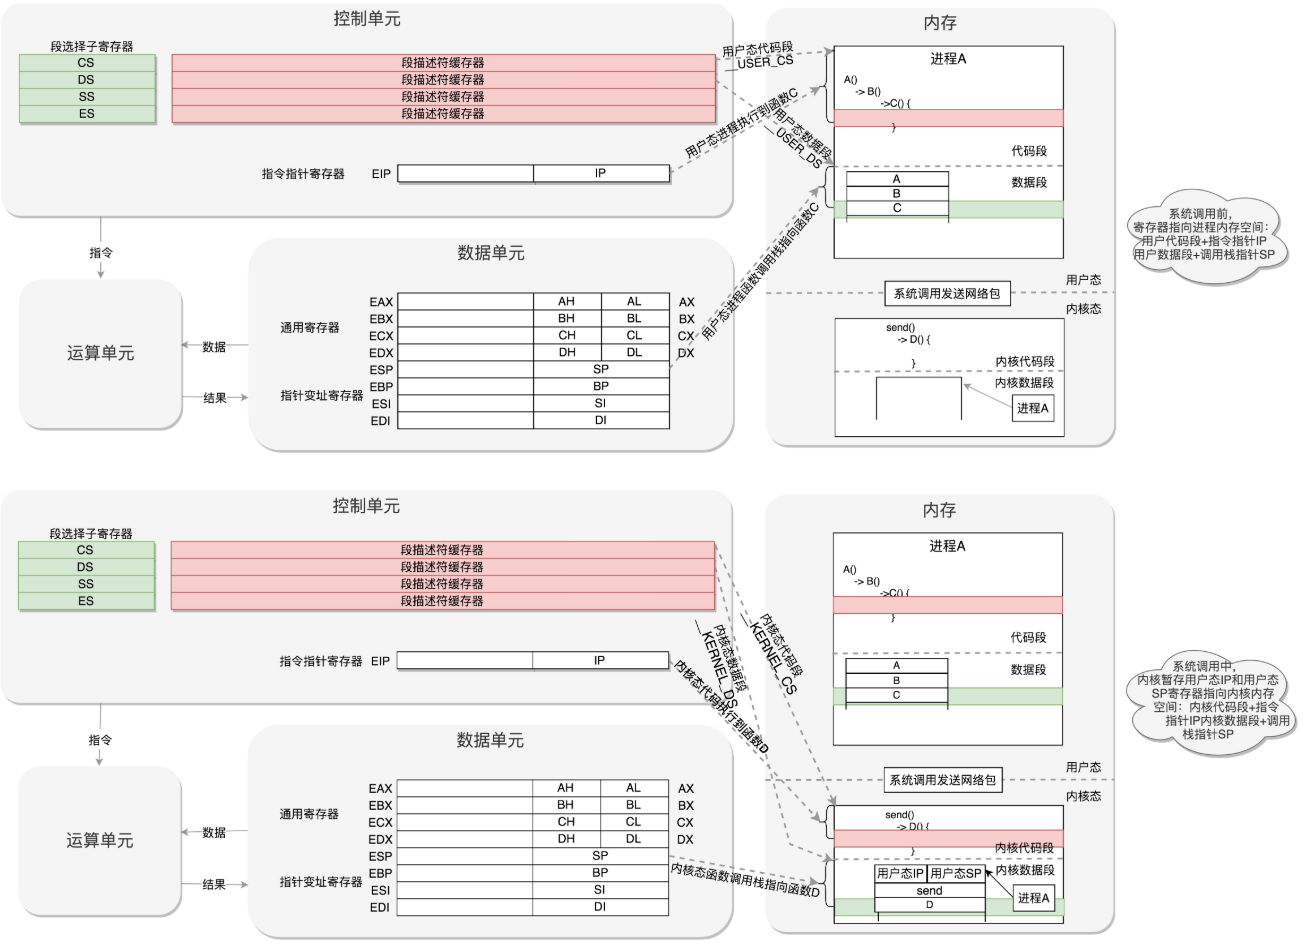 控制单元
段选择子寄存器
CS
DS
SS
ES
段描述符缓存器
段描述符缓存器
段描述符缓存器
段描述符缓存器
指令指针寄存器
EIP
IP
指令
运算单元
数据
结果
数据单元
通用寄存器
指针变址寄存器
EAX
AH
AL
AX
EBX
BH
BL
BX
ECX
CH
CL
CX
EDX
DH
DL
DX
ESP
SP
EBP
BP
ESI
SI
EDI
DI
用户态代码段
__USER_CS
用户态进程执行到函数C
用户态数据段
__USER_DS
用户态进程函数调用栈指向函数C
内存
进程A
A()
-> B()
->C() {
}
代码段
数据段
A
B
C
用户态
系统调用发送网络包
内核态
send()
-> D() {
}
内核代码段
内核数据段
进程A
系统调用前，
寄存器指向进程内存空间：
用户代码段+指令指针IP
用户数据段+调用栈指针SP
控制单元
段选择子寄存器
CS
DS
SS
ES
段描述符缓存器
段描述符缓存器
段描述符缓存器
段描述符缓存器
指令指针寄存器
EIP
IP
指令
运算单元
数据
结果
数据单元
通用寄存器
指针变址寄存器
EAX
AH
AL
AX
EBX
BH
BL
BX
ECX
CH
CL
CX
EDX
DH
DL
DX
ESP
SP
EBP
BP
ESI
SI
EDI
DI
内核态代码段
__KERNEL_CS
内核态数据段
__KERNEL_DS
内核态代码执行到函数D
内核态函数调用栈指向函数D
内存
进程A
A()
-> B()
->C() {
}
代码段
数据段
A
B
C
用户态
系统调用发送网络包
内核态
send()
-> D() {
}
内核代码段
内核数据段
用户态IP
用户态SP
send
D
进程A
系统调用中，
内核暂存用户态IP和用户态
SP寄存器指向内核内存
空间：内核代码段+指令
指针IP内核数据段+调用
栈指针SP